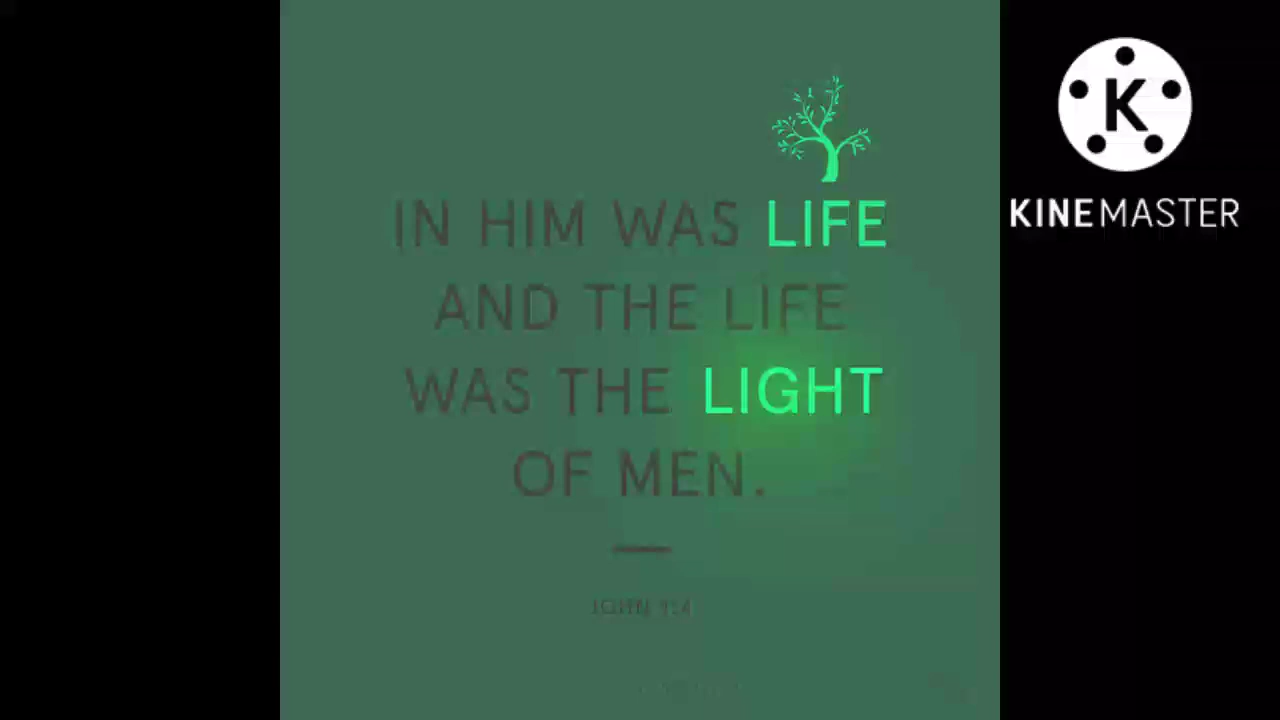 IN HIM WAS LIFE
AND THE LIFE
WAS THE LIGHT
OF MEN.
JOHN 1:4
K
KINEMASTER